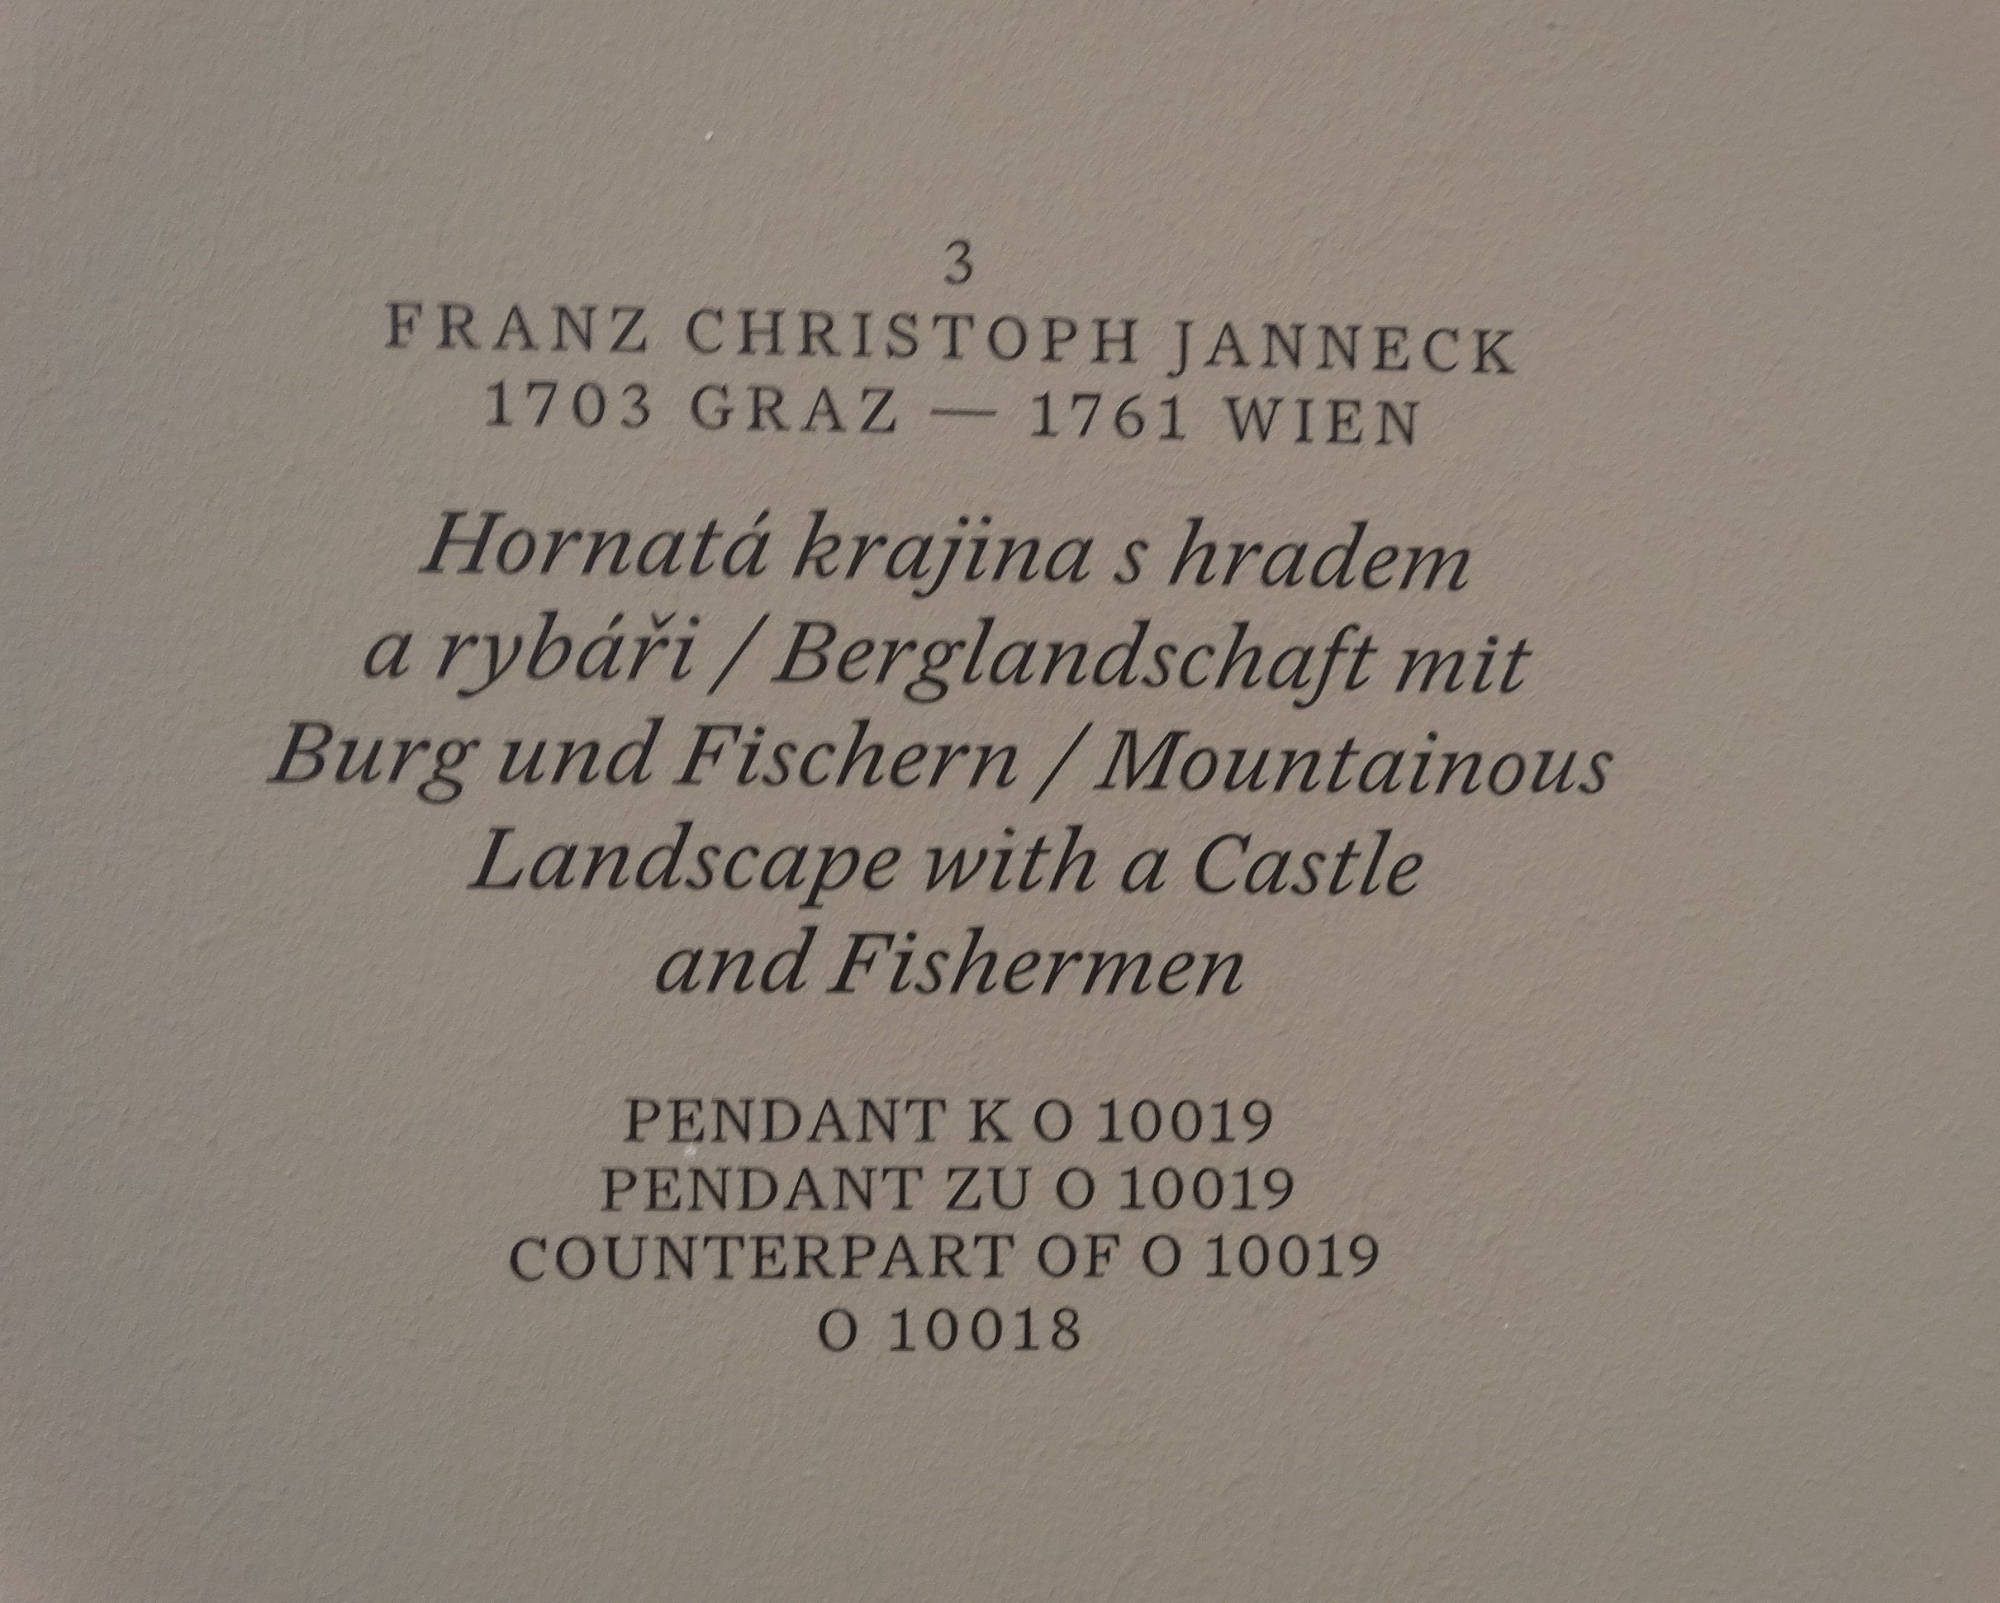 3
FRANZ CHRISTOPH JANNECK
1703 GRAZ — 1761 WIEN
Hornatá krajina s hradem
a rybáři / Berglandschaft mit
Burg und Fischern / Mountainous
Landscape with a Castle
and Fishermen
PENDANT K O 10019
PENDANT ZU O 10019
COUNTERPART OF O 10019
O 10018